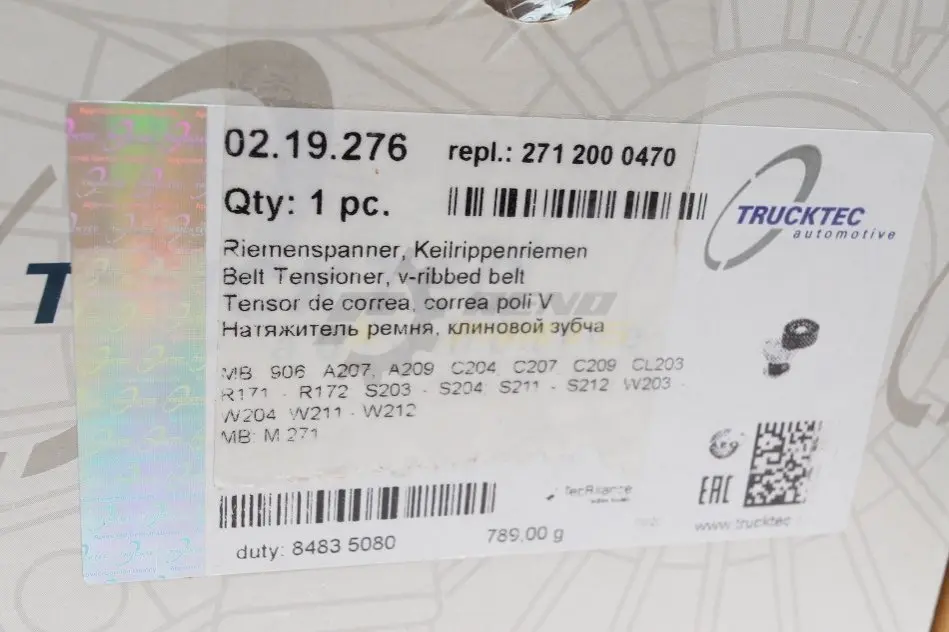 02.19.276
repl.: 271 200 0470
Qty: 1 pc.
TRUCKTEC
automotive
Riemenspanner, Keilrippenriemen
Belt Tensioner, v-ribbed belt
Tensor de correa, correa poli V
Натяжитель ремня, клиновой зубча
MB 906 A207, A209 C204, C207 C209 CL203
R171 - R172 S203 - S204 S211 - S212 W203 -
W204 W211 - W212
MB: M 271
TecAlliance
EAC
duty: 8483 5080
789,00 g
www.trucktec
T